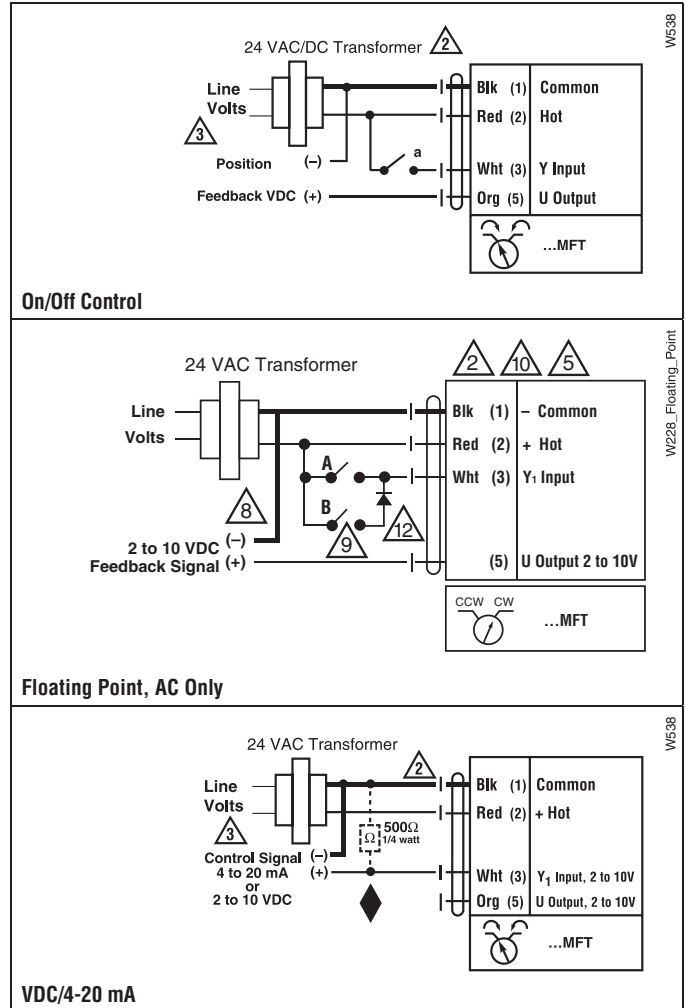 W538
24 VAC/DC Transformer 2
Line
Volts
3
Position (–)
Feedback VDC (+)
a
Blk (1) Common
Red (2) Hot
Wht (3) Y Input
Org (5) U Output
...MFT
On/Off Control
W228_Floating_Point
24 VAC Transformer
2 10 5
Line
Volts
8
2 to 10 VDC (–)
Feedback Signal (+)
A
B
9
12
Blk (1) – Common
Red (2) + Hot
Wht (3) Y1 Input
(5) U Output 2 to 10V
CCW CW
...MFT
Floating Point, AC Only
W538
24 VAC Transformer
2
Line
Volts
3
Control Signal (–)
4 to 20 mA (+)
or
2 to 10 VDC
Ω
500Ω
1/4 watt
Blk (1) Common
Red (2) + Hot
Wht (3) Y1 Input, 2 to 10V
Org (5) U Output, 2 to 10V
...MFT
VDC/4-20 mA